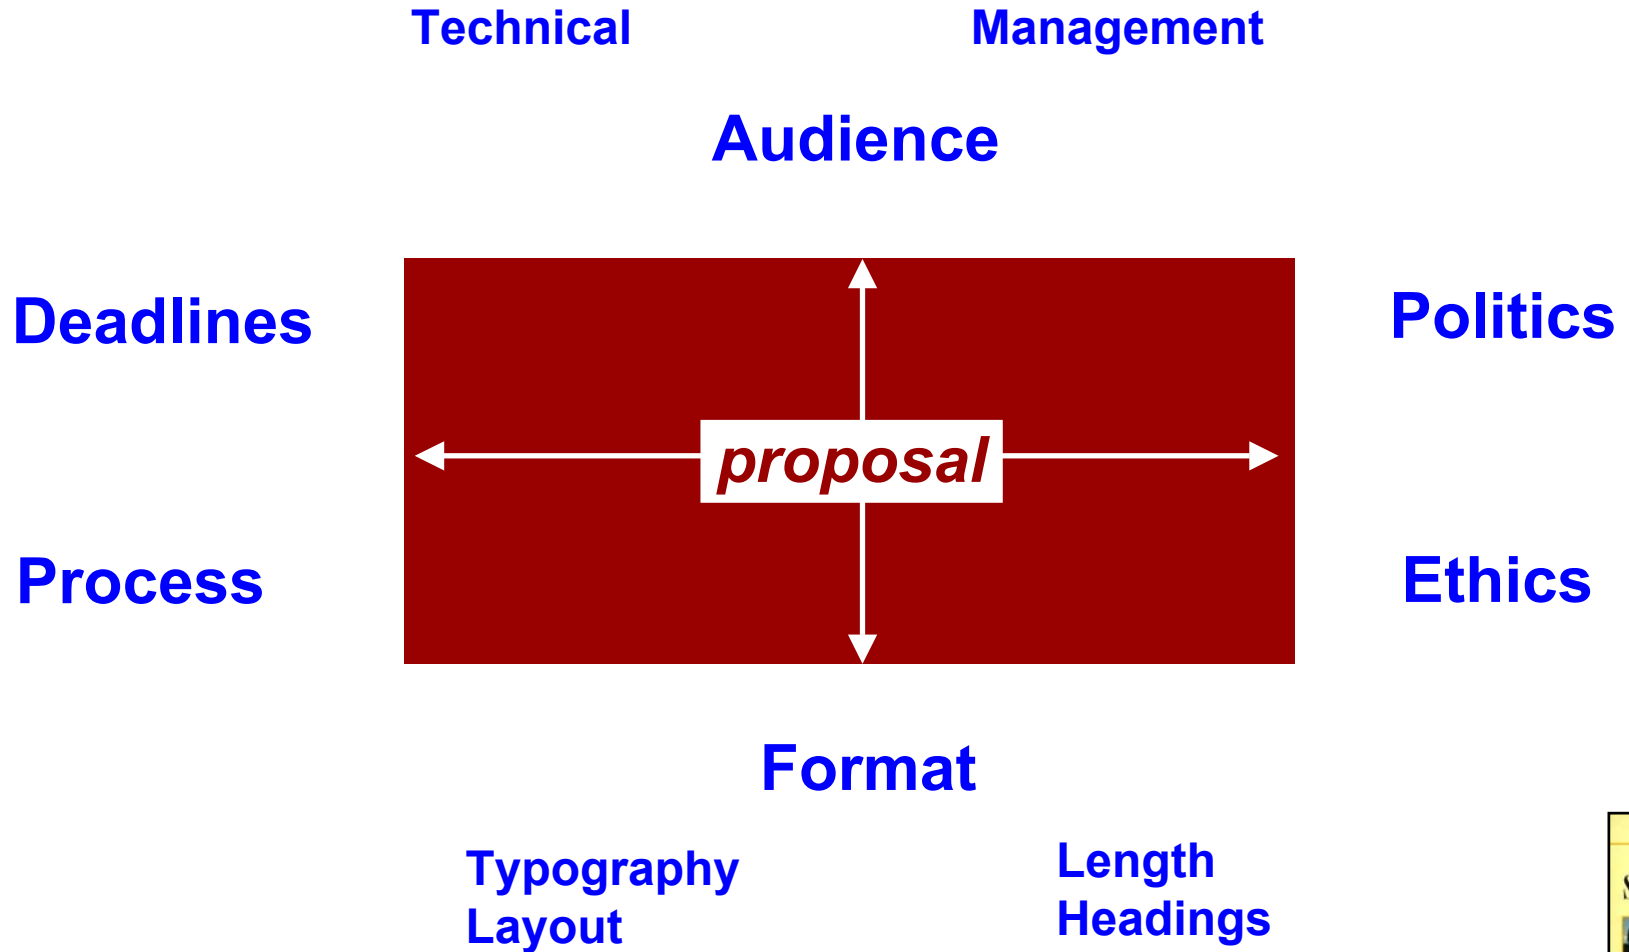 Technical Management
Audience
Deadlines Politics
proposal
Process Ethics
Format
Typography Length
Layout Headings